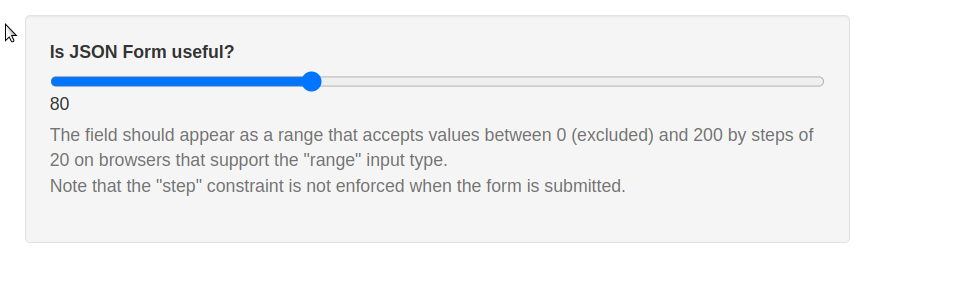 Is JSON Form useful?
80
The field should appear as a range that accepts values between 0 (excluded) and 200 by steps of
20 on browsers that support the "range" input type.
Note that the "step" constraint is not enforced when the form is submitted.